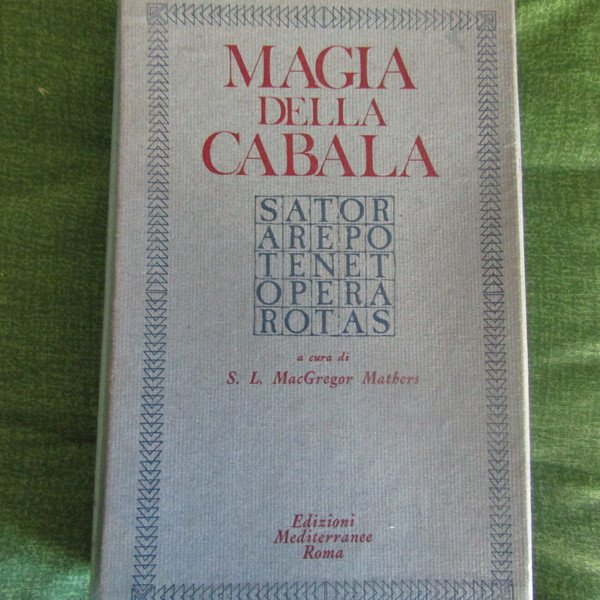 MAGIA
DELLA
CABALA
SATOR
AREPO
TENET
OPERA
ROTAS
a cura di
S. L. MacGregor Mathers
Edizioni
Mediterranee
Roma